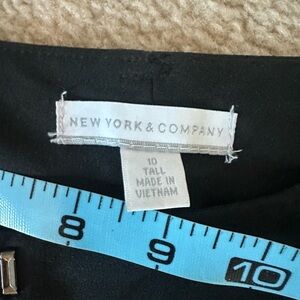 NEW YORK & COMPANY
10
TALL
MADE IN
VIETNAM
8 9 10